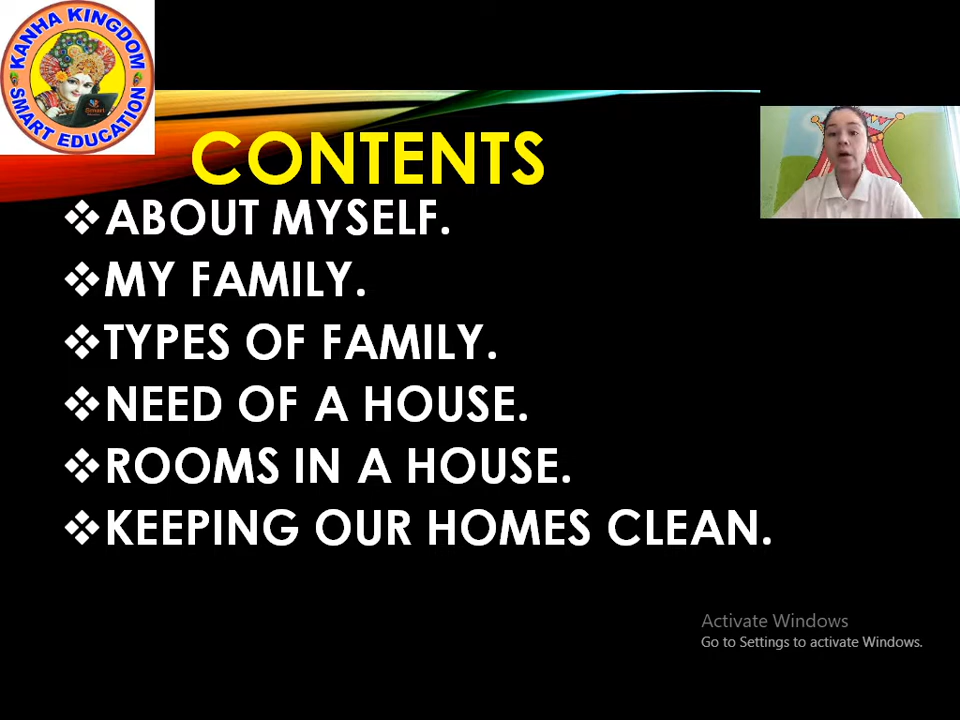 KANHA KINGDOM
SMART EDUCATION
CONTENTS
❖ABOUT MYSELF.
❖MY FAMILY.
❖TYPES OF FAMILY.
❖NEED OF A HOUSE.
❖ROOMS IN A HOUSE.
❖KEEPING OUR HOMES CLEAN.
Activate Windows
Go to Settings to activate Windows.